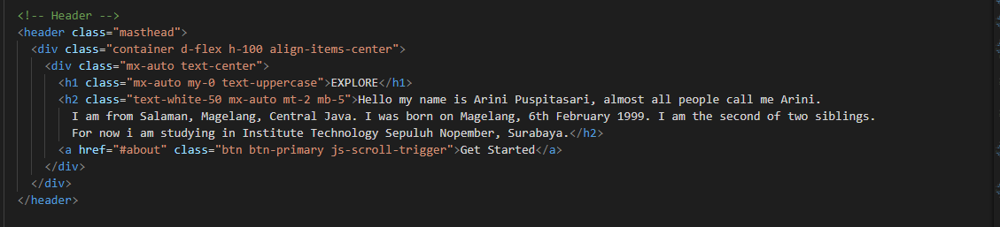 <!-- Header -->
<header class="masthead">
<div class="container d-flex h-100 align-items-center">
<div class="mx-auto text-center">
<h1 class="mx-auto my-0 text-uppercase">EXPLORE</h1>
<h2 class="text-white-50 mx-auto mt-2 mb-5">Hello my name is Arini Puspitasari, almost all people call me Arini.
I am from Salaman, Magelang, Central Java. I was born on Magelang, 6th February 1999. I am the second of two siblings.
For now i am studying in Institute Technology Sepuluh Nopember, Surabaya.</h2>
<a href="#about" class="btn btn-primary js-scroll-trigger">Get Started</a>
</div>
</div>
</header>